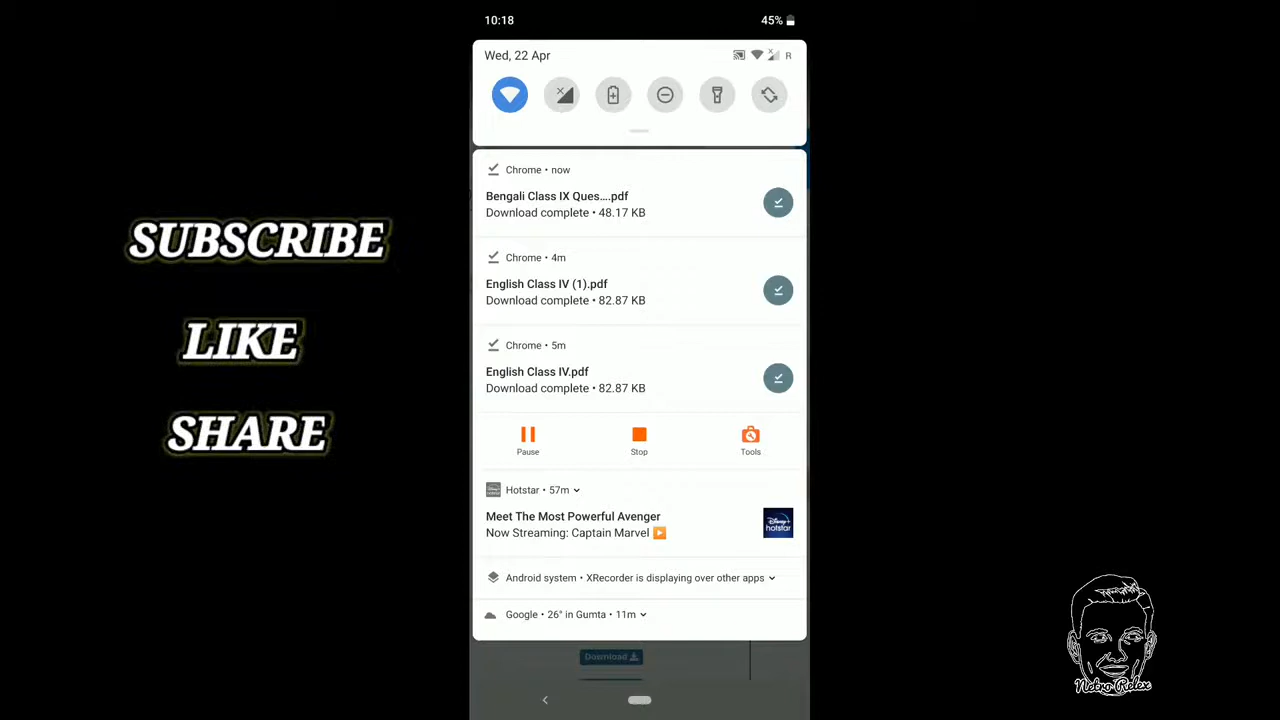 10:18
45%
Wed, 22 Apr
R
Chrome • now
Bengali Class IX Ques....pdf
Download complete • 48.17 KB
Chrome • 4m
English Class IV (1).pdf
Download complete • 82.87 KB
Chrome • 5m
English Class IV.pdf
Download complete • 82.87 KB
Pause
Stop
Tools
Hotstar • 57m
Meet The Most Powerful Avenger
Now Streaming: Captain Marvel
Disney+
hotstar
Android system • XRecorder is displaying over other apps
Google • 26° in Gumta • 11m
Download
SUBSCRIBE
LIKE
SHARE
Netro Relex